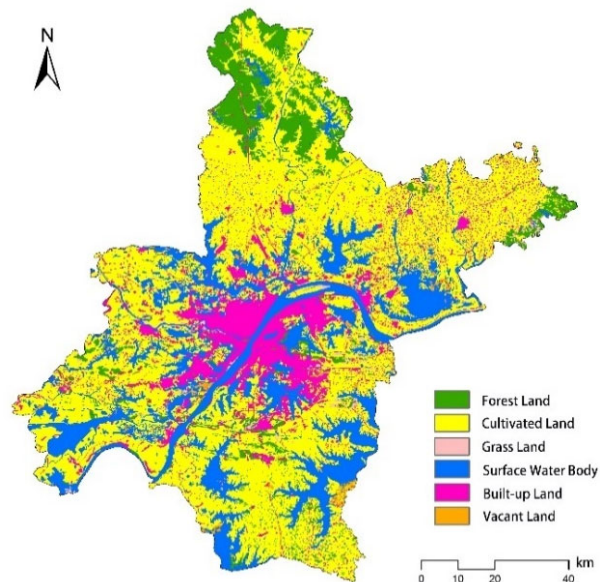 N
Forest Land
Cultivated Land
Grass Land
Surface Water Body
Built-up Land
Vacant Land
km
0 10 20 40